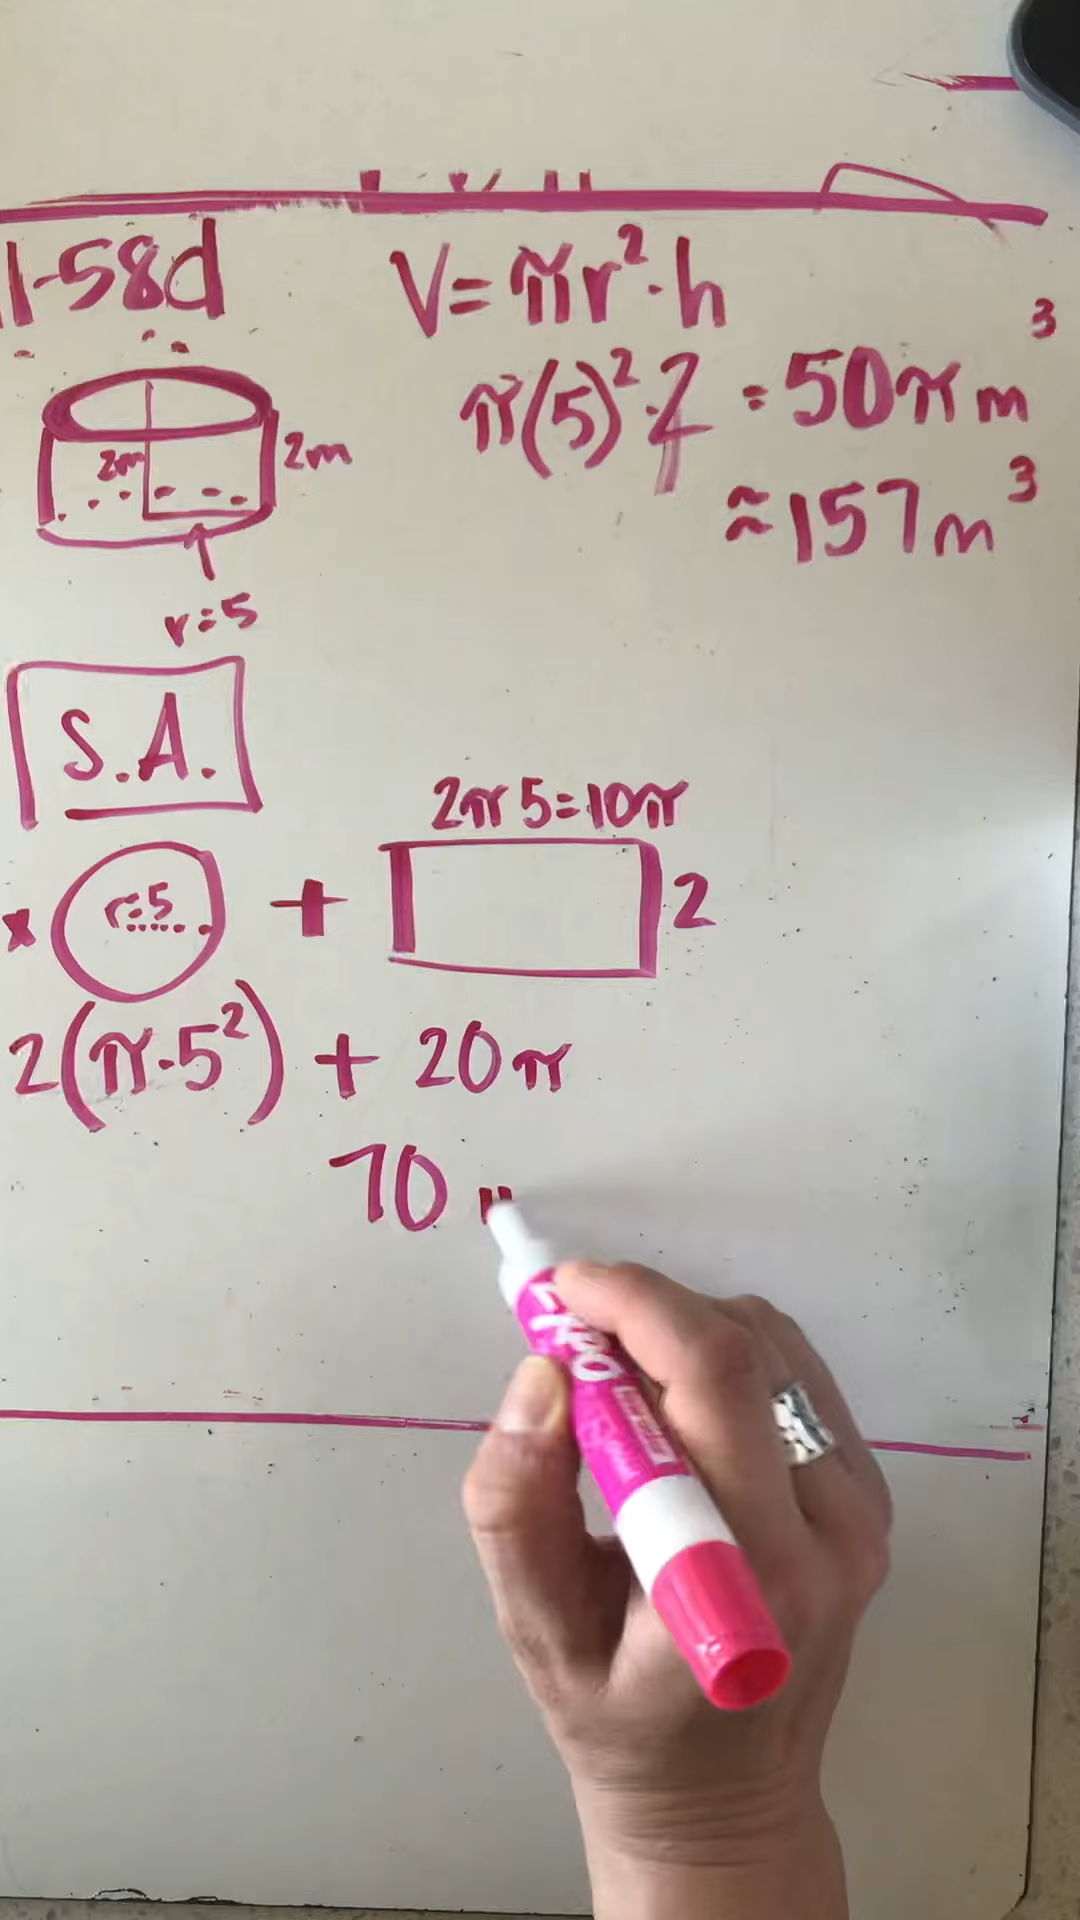 1-58d
V=πr²·h
π(5)²·2 = 50π m³
2m
2m
≈157m³
r=5
S.A.
2π5=10π
x r=5 + 2
2(π·5²) + 20π
70
EXPO